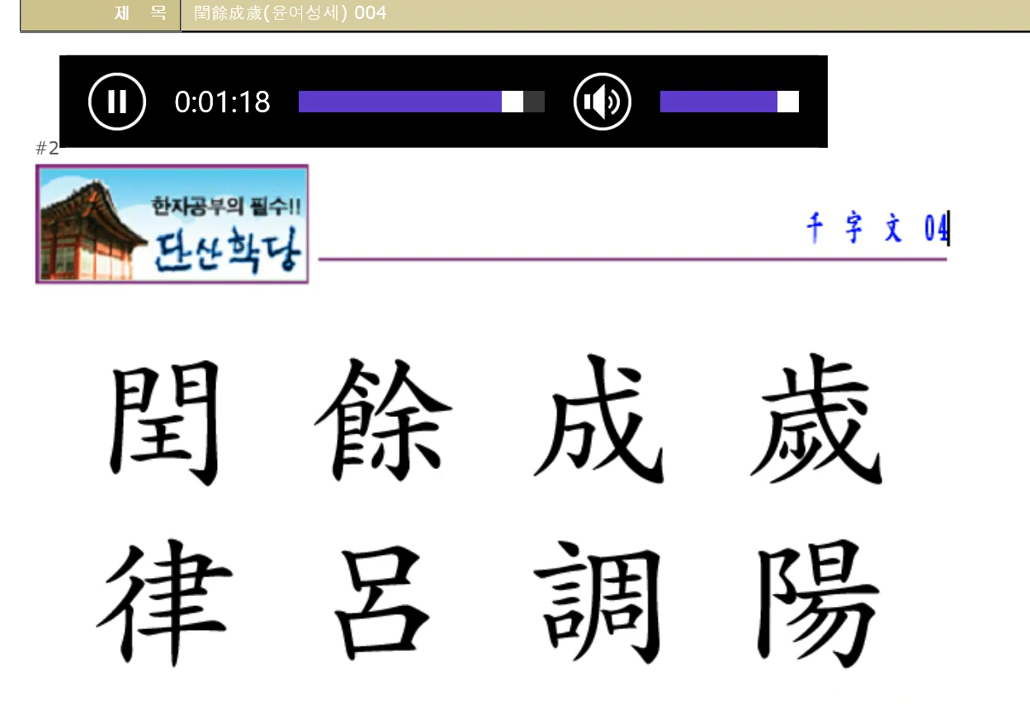 제 목 閏餘成歲(윤여성세) 004
0:01:18
#2
한자공부의 필수!!
단산학당
千字文 04
閏餘成歲
律呂調陽